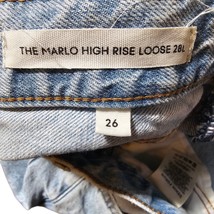 THE MARLO HIGH RISE LOOSE 28L
26